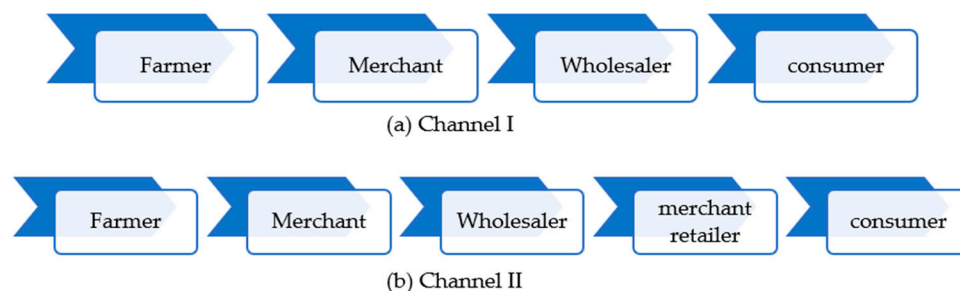 Farmer Merchant Wholesaler consumer
(a) Channel I
Farmer Merchant Wholesaler merchant retailer consumer
(b) Channel II